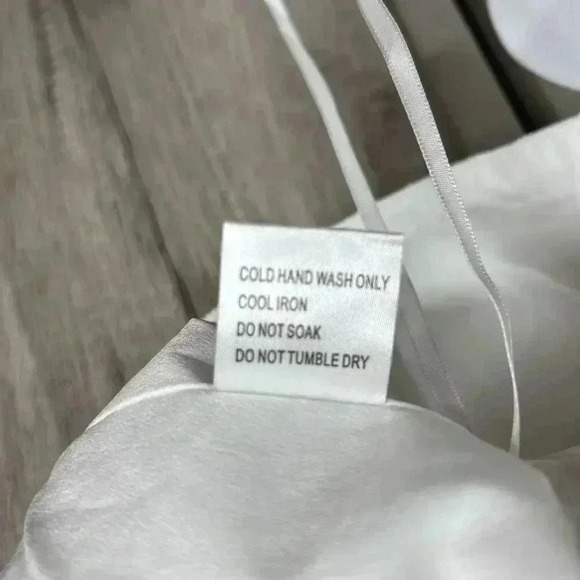 COLD HAND WASH ONLY
COOL IRON
DO NOT SOAK
DO NOT TUMBLE DRY